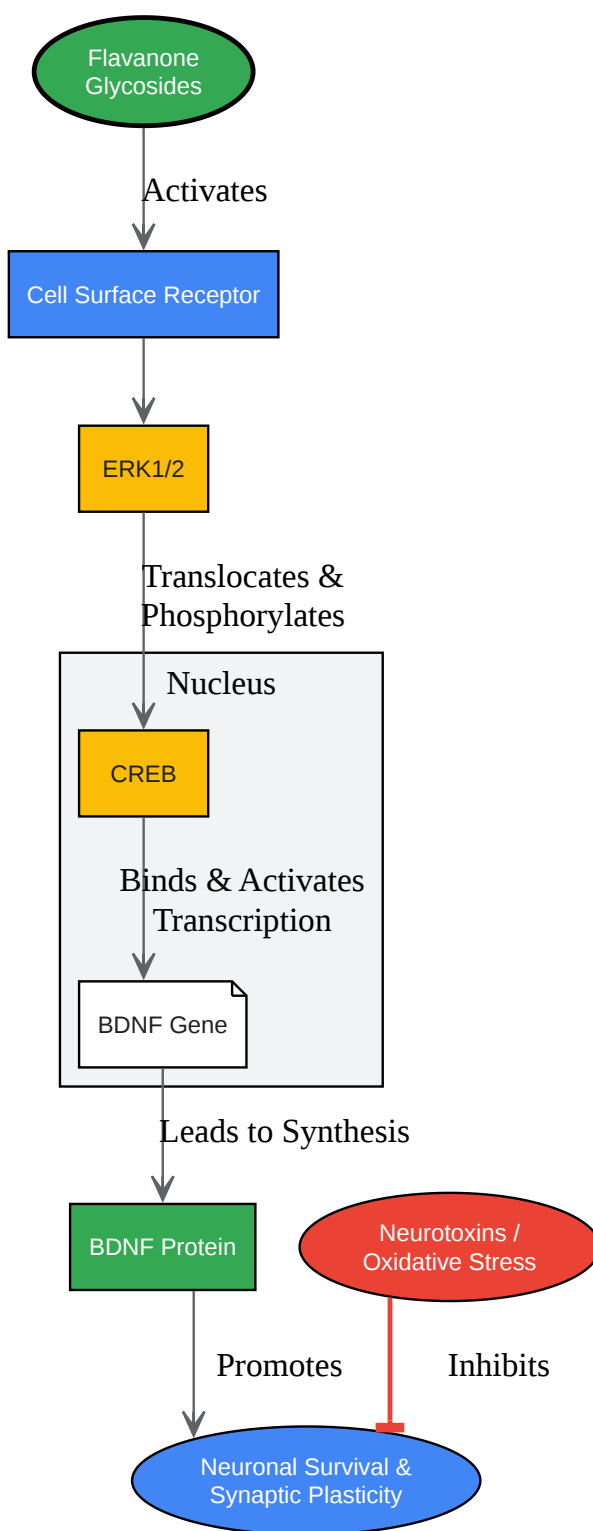 Flavanone
Glycosides
Activates
Cell Surface Receptor
ERK1/2
Translocates &
Phosphorylates
Nucleus
CREB
Binds & Activates
Transcription
BDNF Gene
Leads to Synthesis
BDNF Protein
Neurotoxins /
Oxidative Stress
Promotes
Inhibits
Neuronal Survival &
Synaptic Plasticity